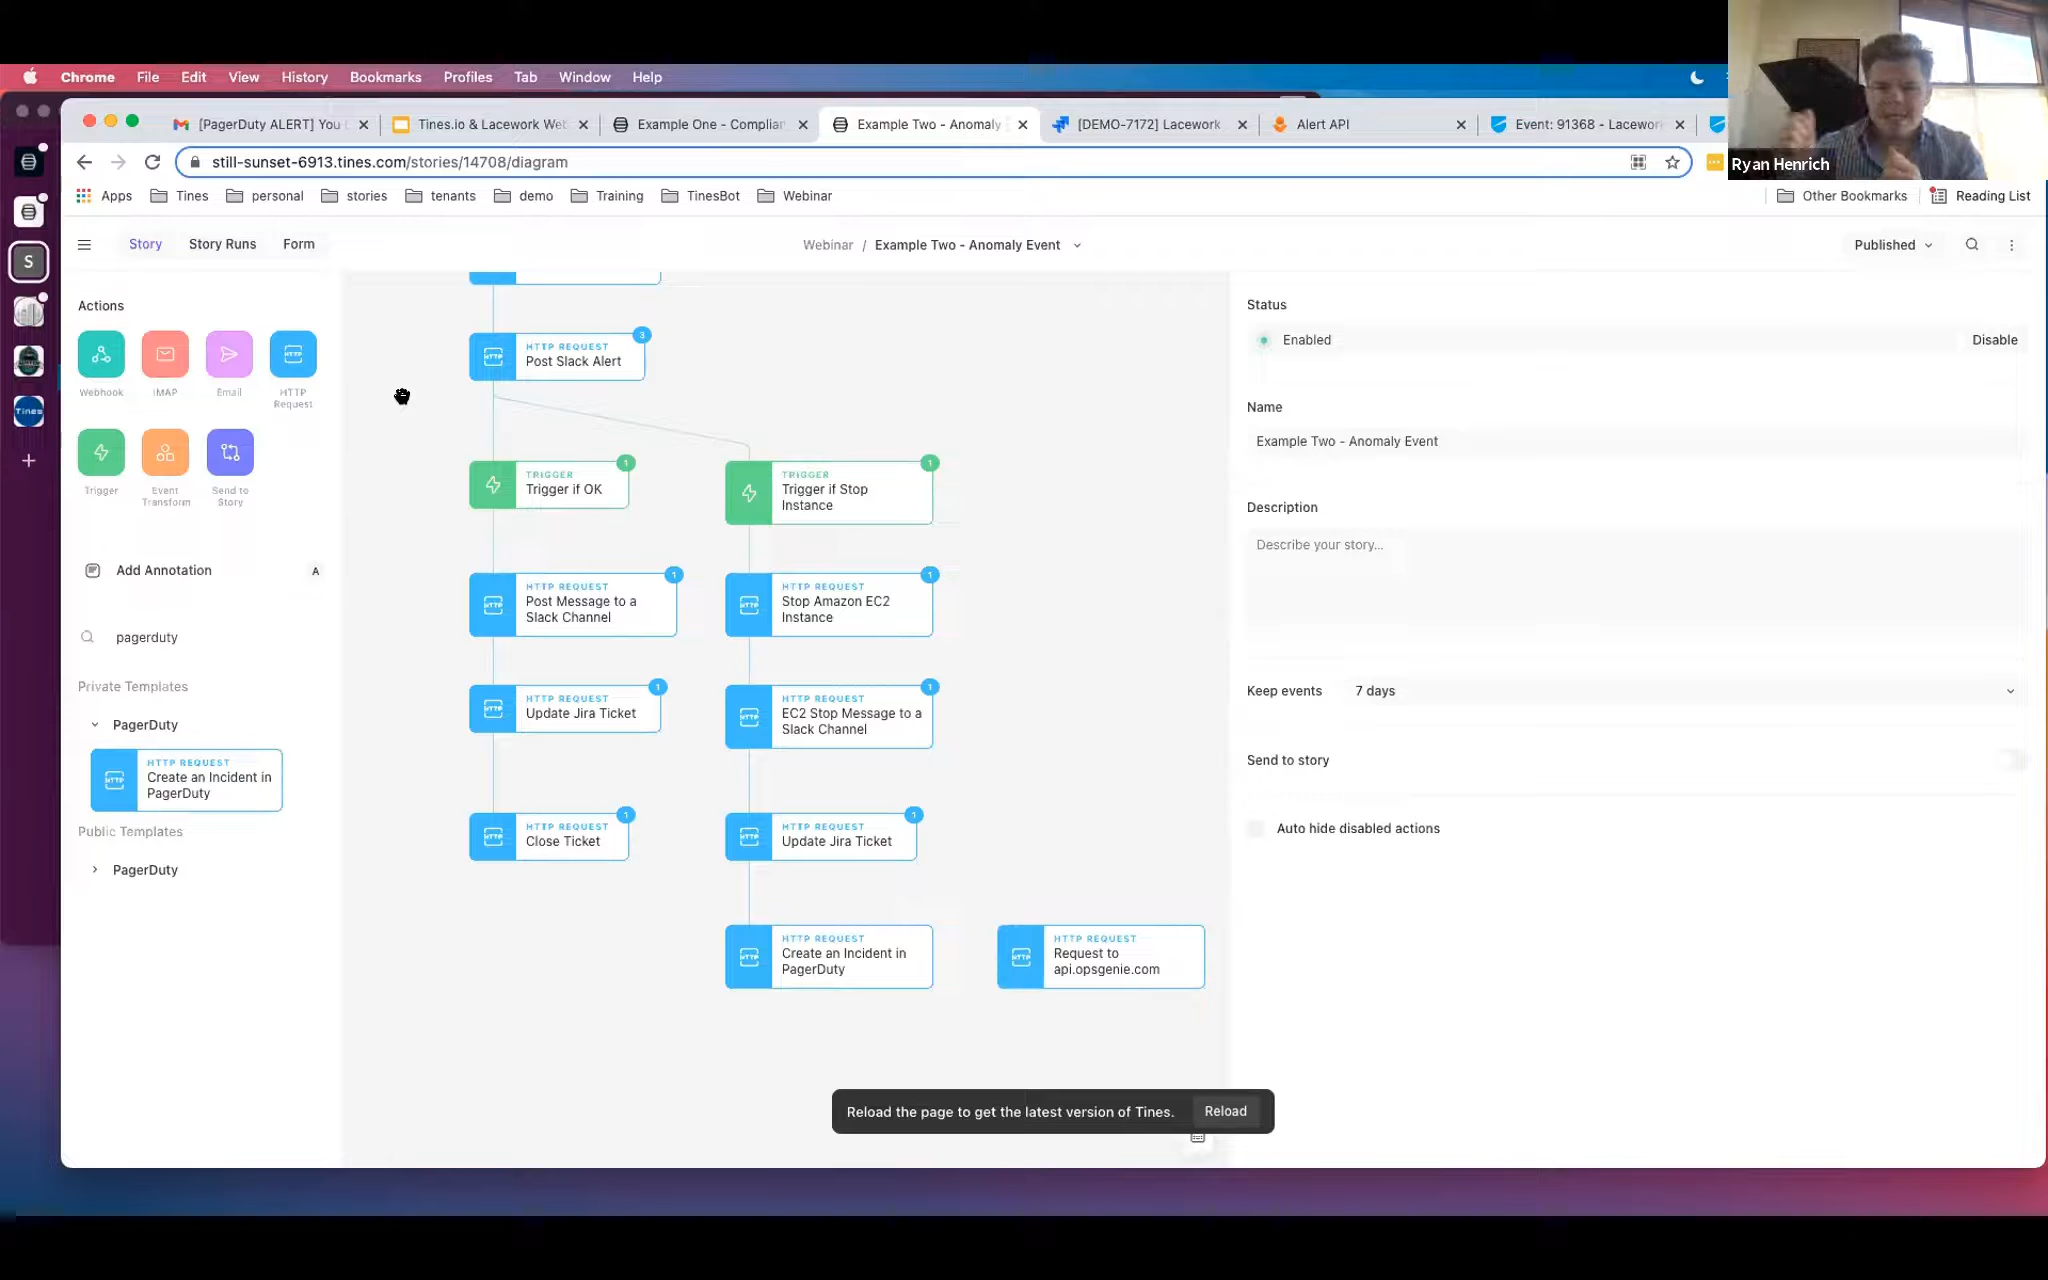 Chrome File Edit View History Bookmarks Profiles Tab Window Help
Ryan Henrich
[PagerDuty ALERT] You
Tines.io & Lacework Web
Example One - Complian
Example Two - Anomaly
[DEMO-7172] Lacework
Alert API
Event: 91368 - Lacework
still-sunset-6913.tines.com/stories/14708/diagram
Apps Tines personal stories tenants demo Training TinesBot Webinar Other Bookmarks Reading List
S
Tines
Story Story Runs Form
Webinar / Example Two - Anomaly Event
Published
Actions
Webhook IMAP Email HTTP Request
Trigger Event Transform Send to Story
Add Annotation A
pagerduty
Private Templates
PagerDuty
HTTP REQUEST
Create an Incident in
PagerDuty
Public Templates
PagerDuty
HTTP
HTTP REQUEST
Post Slack Alert
3
TRIGGER
Trigger if OK
1
TRIGGER
Trigger if Stop
Instance
1
HTTP REQUEST
Post Message to a
Slack Channel
1
HTTP REQUEST
Stop Amazon EC2
Instance
1
HTTP REQUEST
Update Jira Ticket
1
HTTP REQUEST
EC2 Stop Message to a
Slack Channel
1
HTTP REQUEST
Close Ticket
1
HTTP REQUEST
Update Jira Ticket
1
HTTP REQUEST
Create an Incident in
PagerDuty
HTTP REQUEST
Request to
api.opsgenie.com
Reload the page to get the latest version of Tines. Reload
Status
Enabled Disable
Name
Example Two - Anomaly Event
Description
Describe your story...
Keep events 7 days
Send to story
Auto hide disabled actions